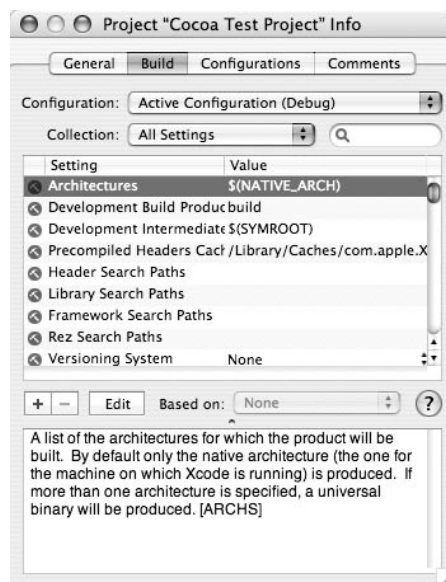 Project “Cocoa Test Project” Info
General Build Configurations Comments
Configuration: Active Configuration (Debug)
Collection: All Settings
Setting Value
Architectures $(NATIVE_ARCH)
Development Build Produc build
Development Intermediate $(SYMROOT)
Precompiled Headers Cach /Library/Caches/com.apple.X
Header Search Paths
Library Search Paths
Framework Search Paths
Rez Search Paths
Versioning System None
+ – Edit Based on: None ?
A list of the architectures for which the product will be
built. By default only the native architecture (the one for
the machine on which Xcode is running) is produced. If
more than one architecture is specified, a universal
binary will be produced. [ARCHS]